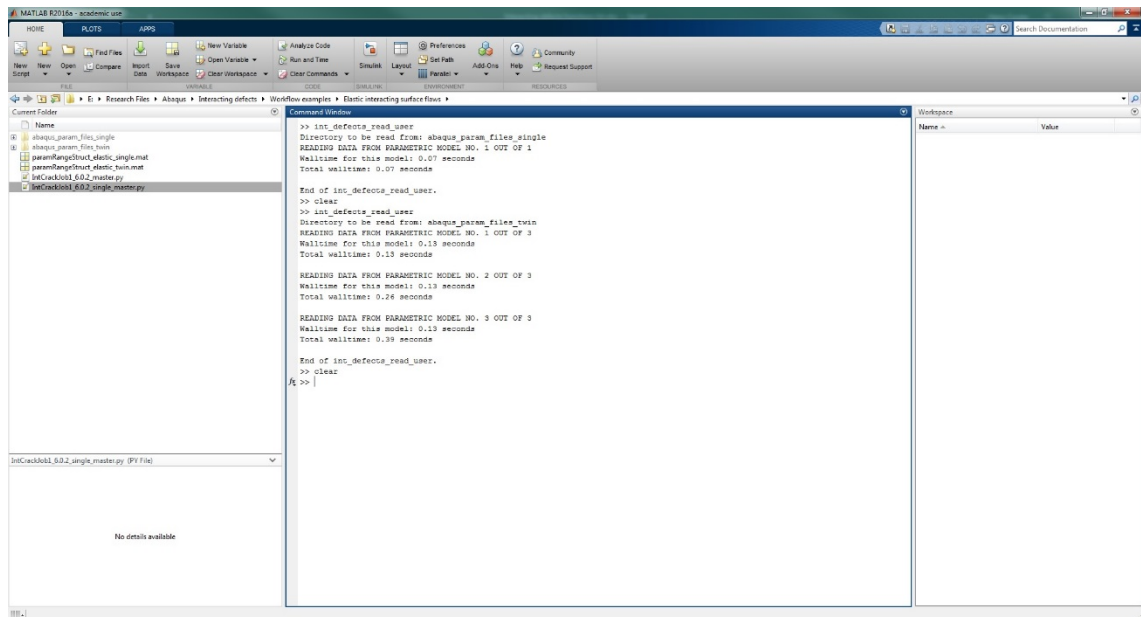 MATLAB R2016a - academic use
HOME PLOTS APPS
Search Documentation
New Script
New
Open
Find Files
Compare
Import Data
Save Workspace
New Variable
Open Variable
Clear Workspace
Analyze Code
Run and Time
Clear Commands
Simulink
Layout
Preferences
Set Path
Parallel
Add-Ons
Help
Community
Request Support
FILE VARIABLE CODE SIMULINK ENVIRONMENT RESOURCES
E: Research Files Abaqus Interacting defects Workflow examples Elastic interacting surface flaws
Current Folder
Name
abaqus_param_files_single
abaqus_param_files_twin
paramRangeStruct_elastic_single.mat
paramRangeStruct_elastic_twin.mat
IntCrackJob1_6.0.2_master.py
IntCrackJob1_6.0.2_single_master.py
IntCrackJob1_6.0.2_single_master.py (PY File)
No details available
Command Window
>> int_defects_read_user
Directory to be read from: abaqus_param_files_single
READING DATA FROM PARAMETRIC MODEL NO. 1 OUT OF 1
Walltime for this model: 0.07 seconds
Total walltime: 0.07 seconds
End of int_defects_read_user.
>> clear
>> int_defects_read_user
Directory to be read from: abaqus_param_files_twin
READING DATA FROM PARAMETRIC MODEL NO. 1 OUT OF 3
Walltime for this model: 0.13 seconds
Total walltime: 0.13 seconds
READING DATA FROM PARAMETRIC MODEL NO. 2 OUT OF 3
Walltime for this model: 0.13 seconds
Total walltime: 0.26 seconds
READING DATA FROM PARAMETRIC MODEL NO. 3 OUT OF 3
Walltime for this model: 0.13 seconds
Total walltime: 0.39 seconds
End of int_defects_read_user.
>> clear
fx >>
Workspace
Name Value